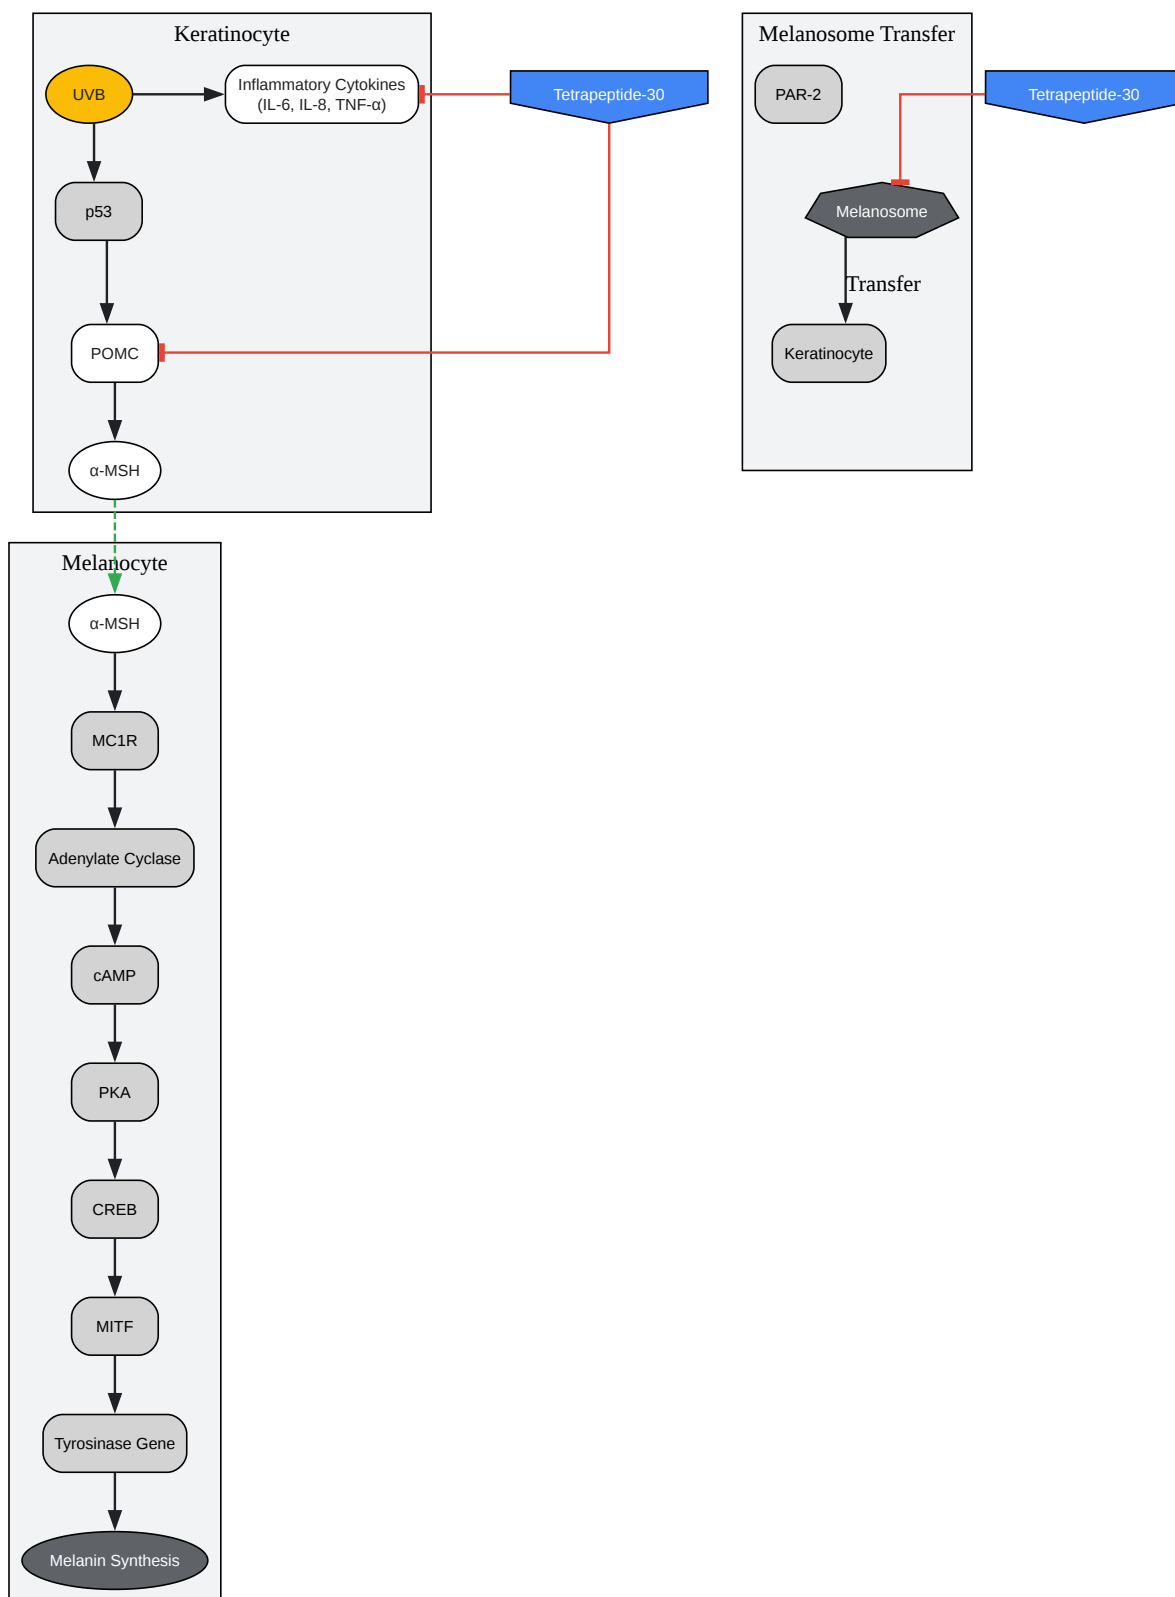 Keratinocyte
UVB
Inflammatory Cytokines
(IL-6, IL-8, TNF-α)
Tetrapeptide-30
p53
POMC
α-MSH
Melanosome Transfer
PAR-2
Tetrapeptide-30
Melanosome
Transfer
Keratinocyte
Melanocyte
α-MSH
MC1R
Adenylate Cyclase
cAMP
PKA
CREB
MITF
Tyrosinase Gene
Melanin Synthesis